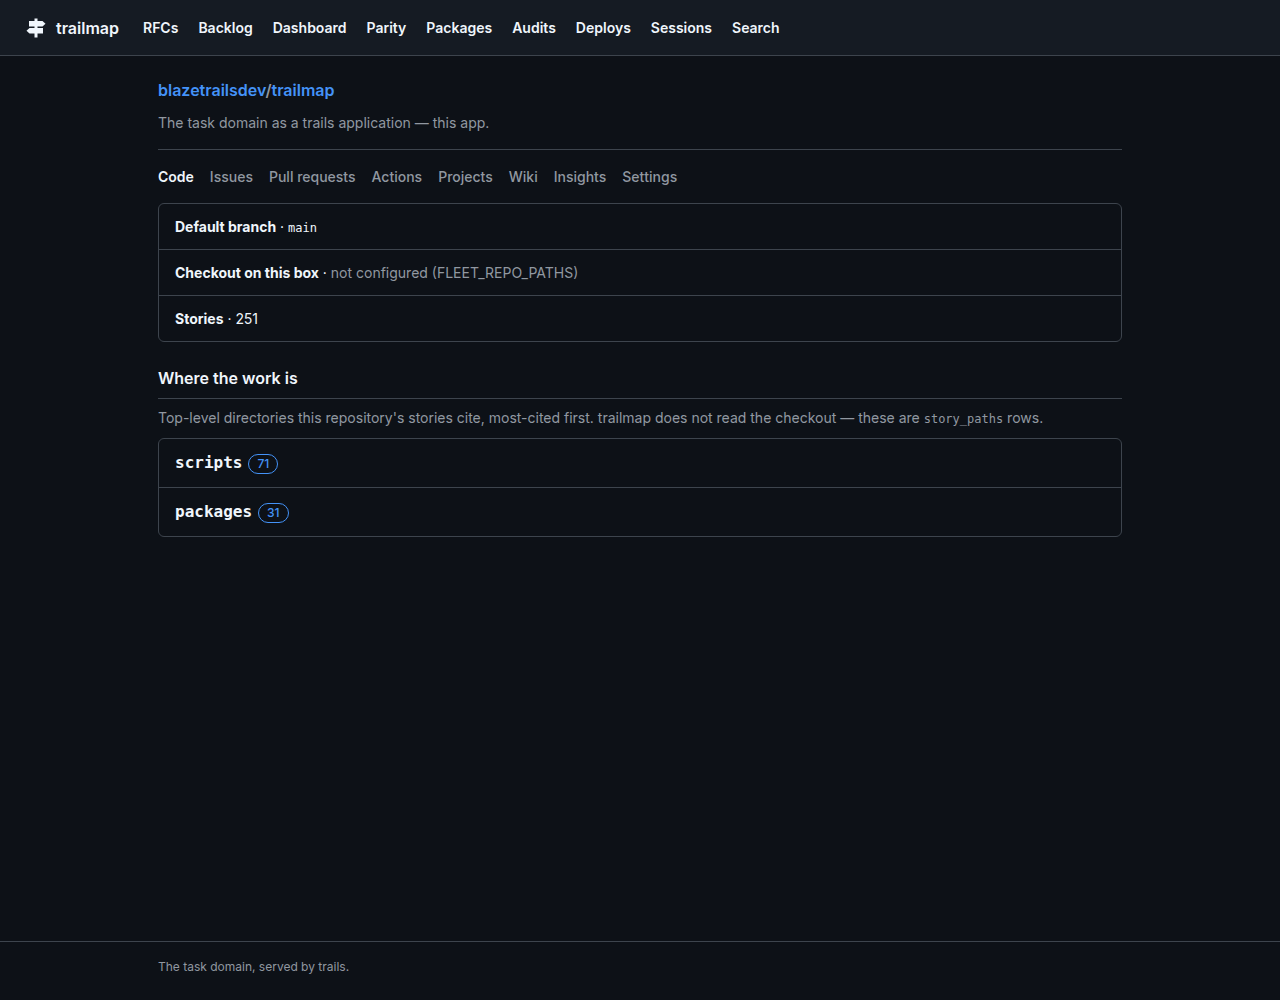 trailmap RFCs Backlog Dashboard Parity Packages Audits Deploys Sessions Search
blazetrailsdev/trailmap
The task domain as a trails application — this app.
Code Issues Pull requests Actions Projects Wiki Insights Settings
Default branch · main
Checkout on this box · not configured (FLEET_REPO_PATHS)
Stories · 251
Where the work is
Top-level directories this repository's stories cite, most-cited first. trailmap does not read the checkout — these are story_paths rows.
scripts 71
packages 31
The task domain, served by trails.